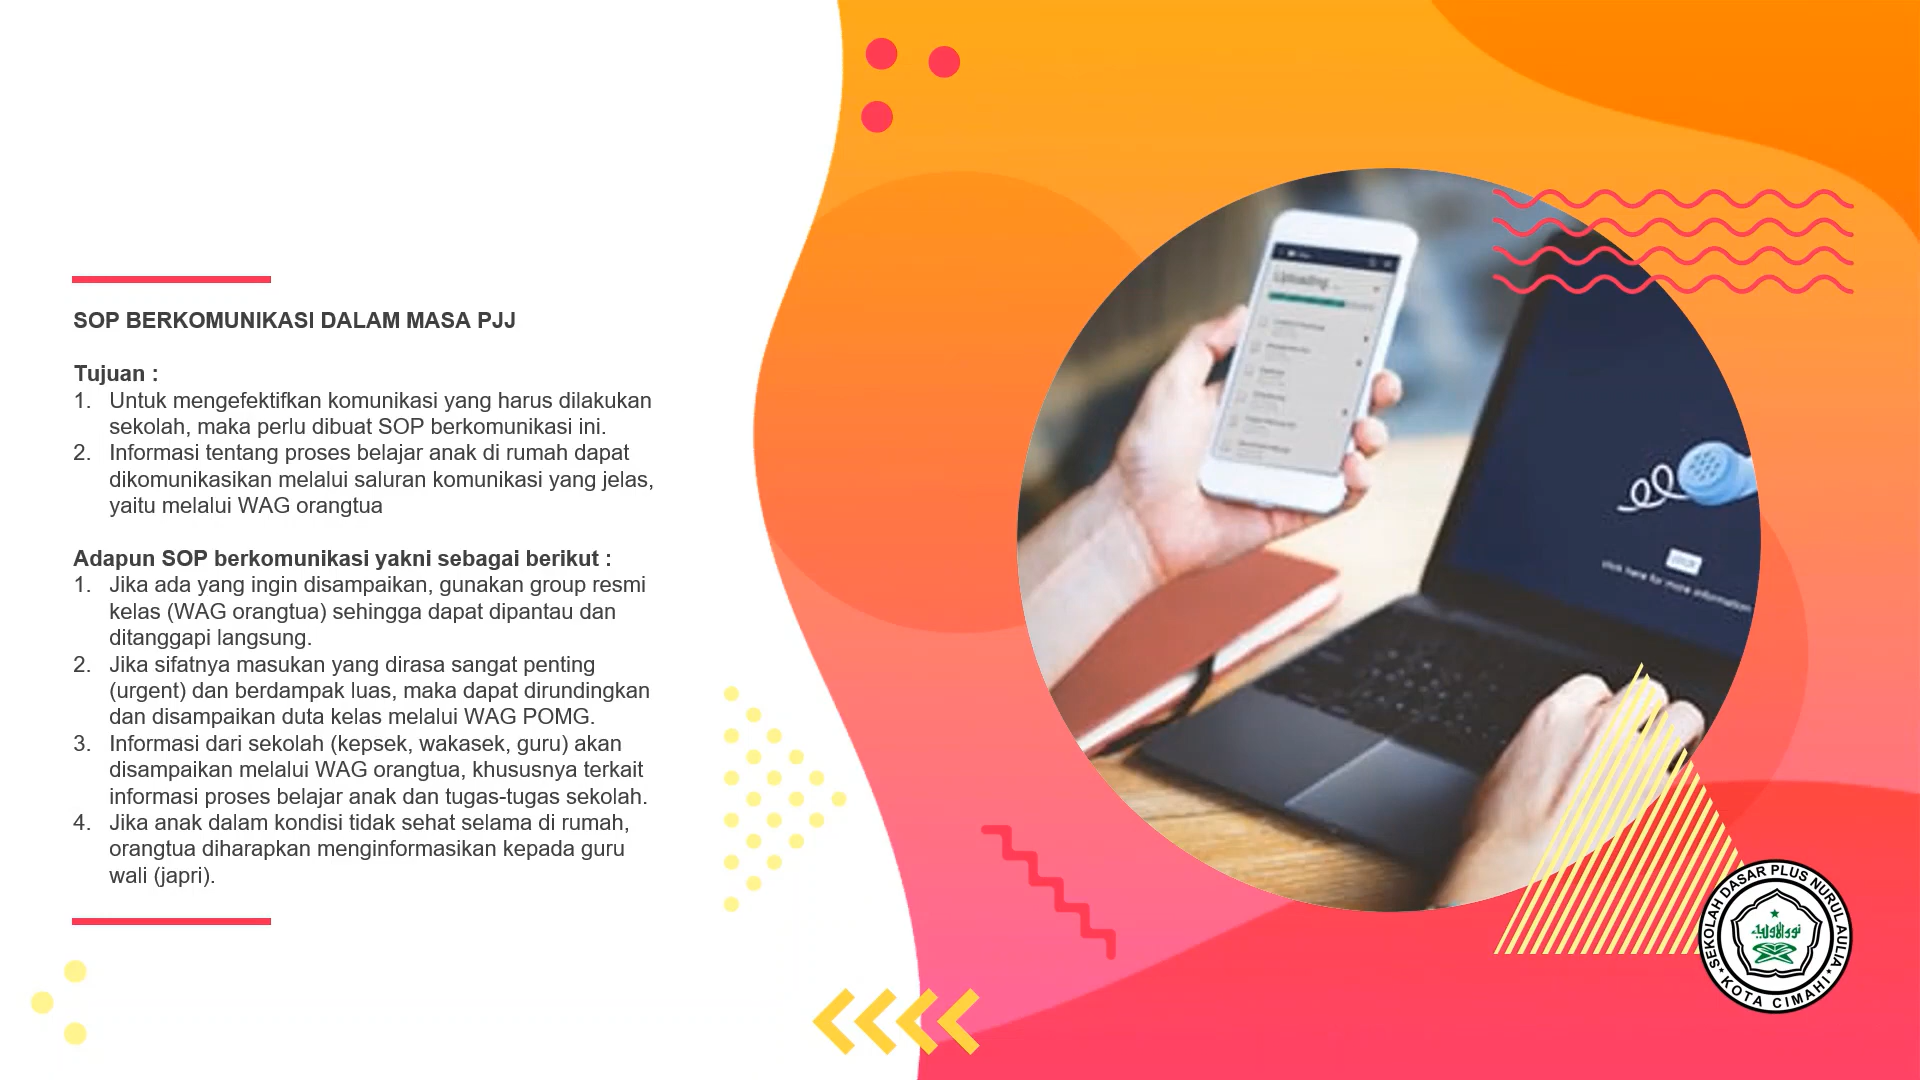 SOP BERKOMUNIKASI DALAM MASA PJJ
Tujuan :
1. Untuk mengefektifkan komunikasi yang harus dilakukan
sekolah, maka perlu dibuat SOP berkomunikasi ini.
2. Informasi tentang proses belajar anak di rumah dapat
dikomunikasikan melalui saluran komunikasi yang jelas,
yaitu melalui WAG orangtua
Adapun SOP berkomunikasi yakni sebagai berikut :
1. Jika ada yang ingin disampaikan, gunakan group resmi
kelas (WAG orangtua) sehingga dapat dipantau dan
ditanggapi langsung.
2. Jika sifatnya masukan yang dirasa sangat penting
(urgent) dan berdampak luas, maka dapat dirundingkan
dan disampaikan duta kelas melalui WAG POMG.
3. Informasi dari sekolah (kepsek, wakasek, guru) akan
disampaikan melalui WAG orangtua, khususnya terkait
informasi proses belajar anak dan tugas-tugas sekolah.
4. Jika anak dalam kondisi tidak sehat selama di rumah,
orangtua diharapkan menginformasikan kepada guru
wali (japri).
Uploading
click here for more information
SEKOLAH DASAR PLUS NURUL AULIA
KOTA CIMAHI